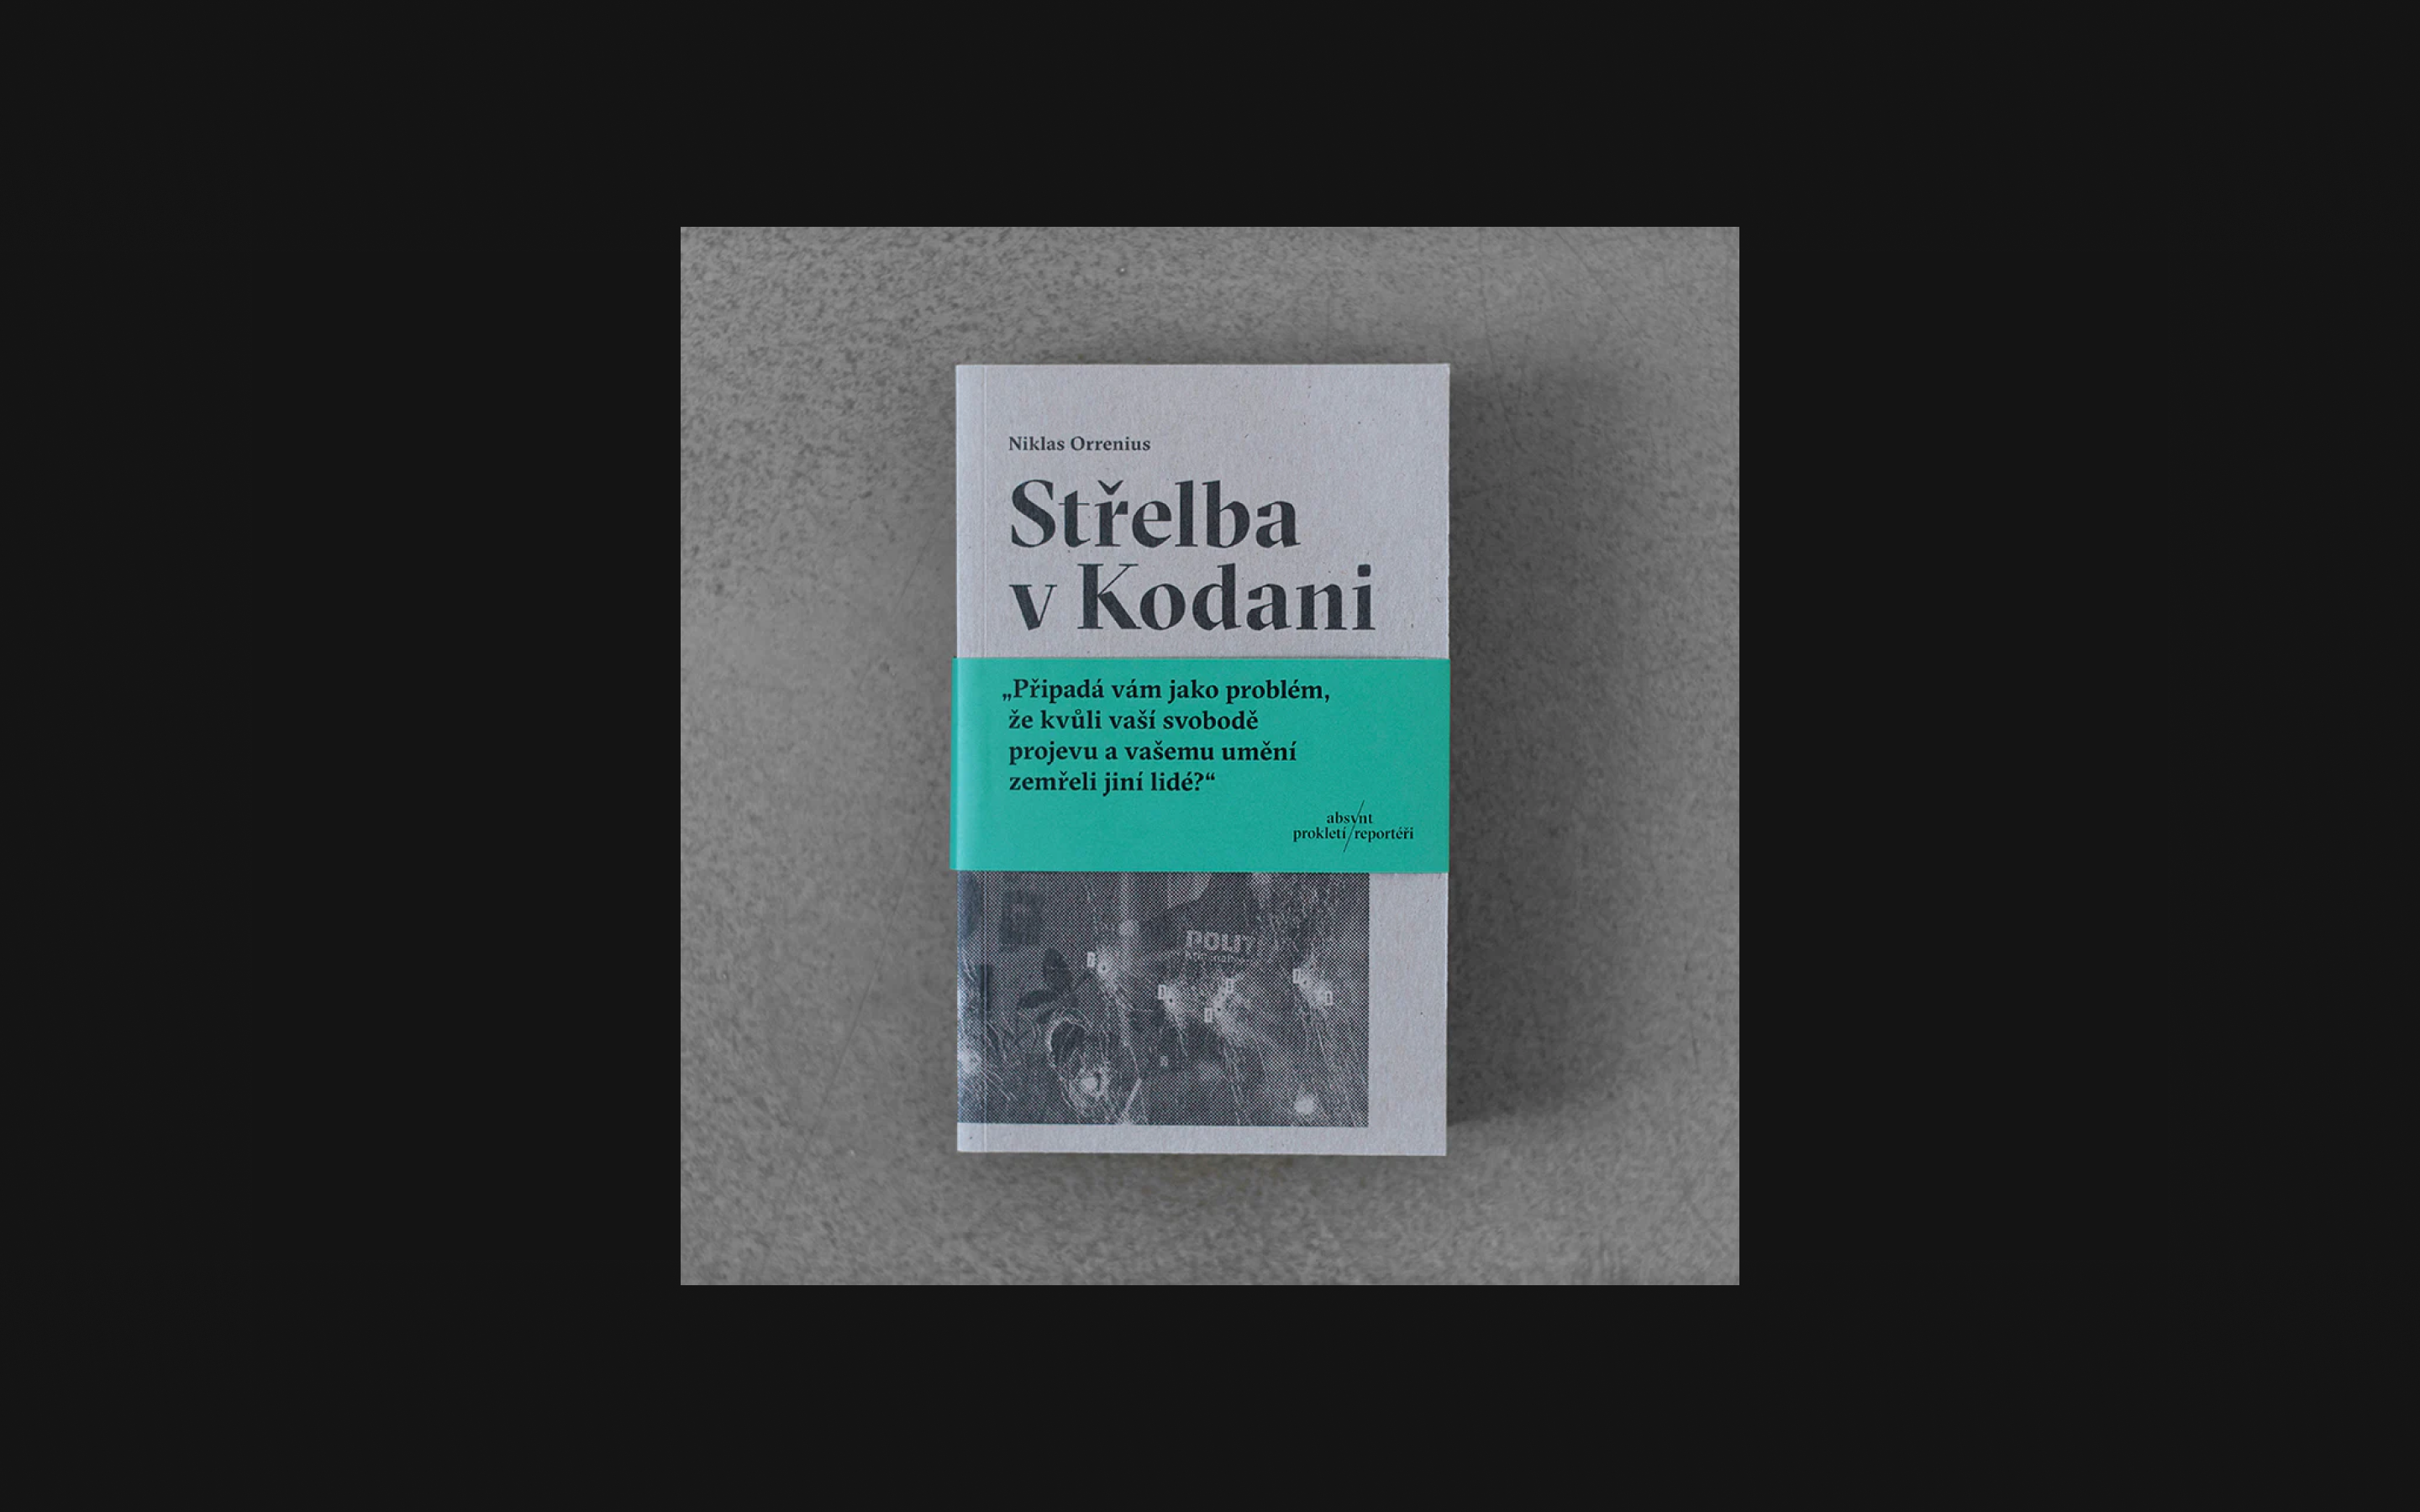 Niklas Orrenius
Střelba
v Kodani
„Připadá vám jako problém,
že kvůli vaší svobodě
projevu a vašemu umění
zemřeli jiní lidé?“
absynt
prokletí/reportéři
POLITI